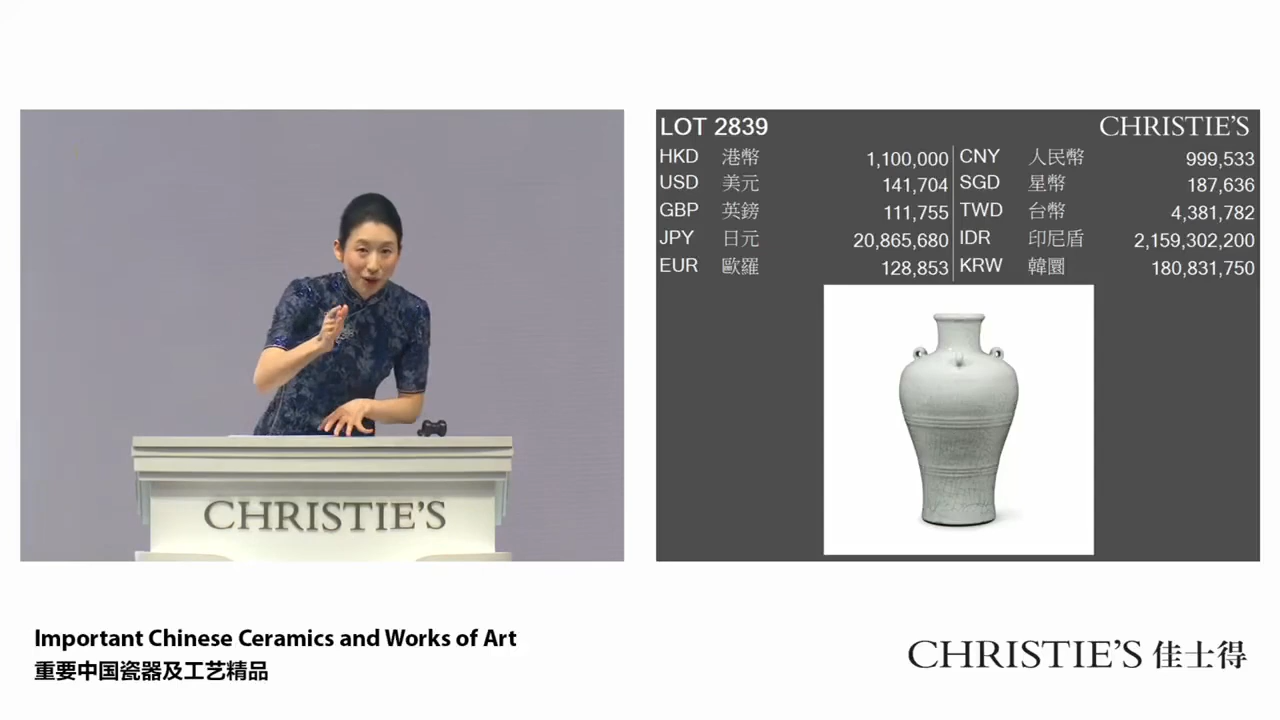 LOT 2839 CHRISTIE'S
HKD 港幣 1,100,000 CNY 人民幣 999,533
USD 美元 141,704 SGD 星幣 187,636
GBP 英鎊 111,755 TWD 台幣 4,381,782
JPY 日元 20,865,680 IDR 印尼盾 2,159,302,200
EUR 歐羅 128,853 KRW 韓圜 180,831,750
CHRISTIE'S
Important Chinese Ceramics and Works of Art
重要中国瓷器及工艺精品
CHRISTIE'S 佳士得